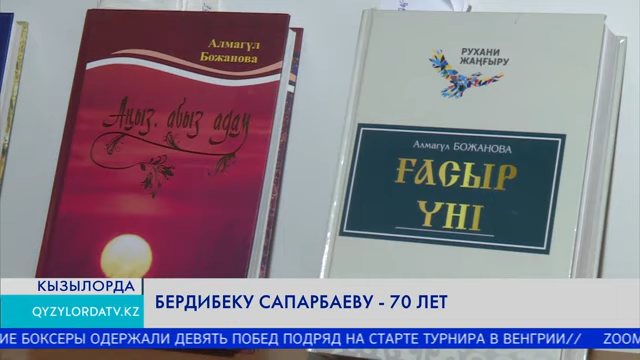 Алмагүл
Божанова
Аңыз. абыз адам
РУХАНИ
ЖАҢҒЫРУ
Алмагүл БОЖАНОВА
ҒАСЫР
ҮНІ
КЫЗЫЛОРДА
БЕРДИБЕКУ САПАРБАЕВУ - 70 ЛЕТ
QYZYLORDATV.KZ
ИЕ БОКСЕРЫ ОДЕРЖАЛИ ДЕВЯТЬ ПОБЕД ПОДРЯД НА СТАРТЕ ТУРНИРА В ВЕНГРИИ// ZOOM